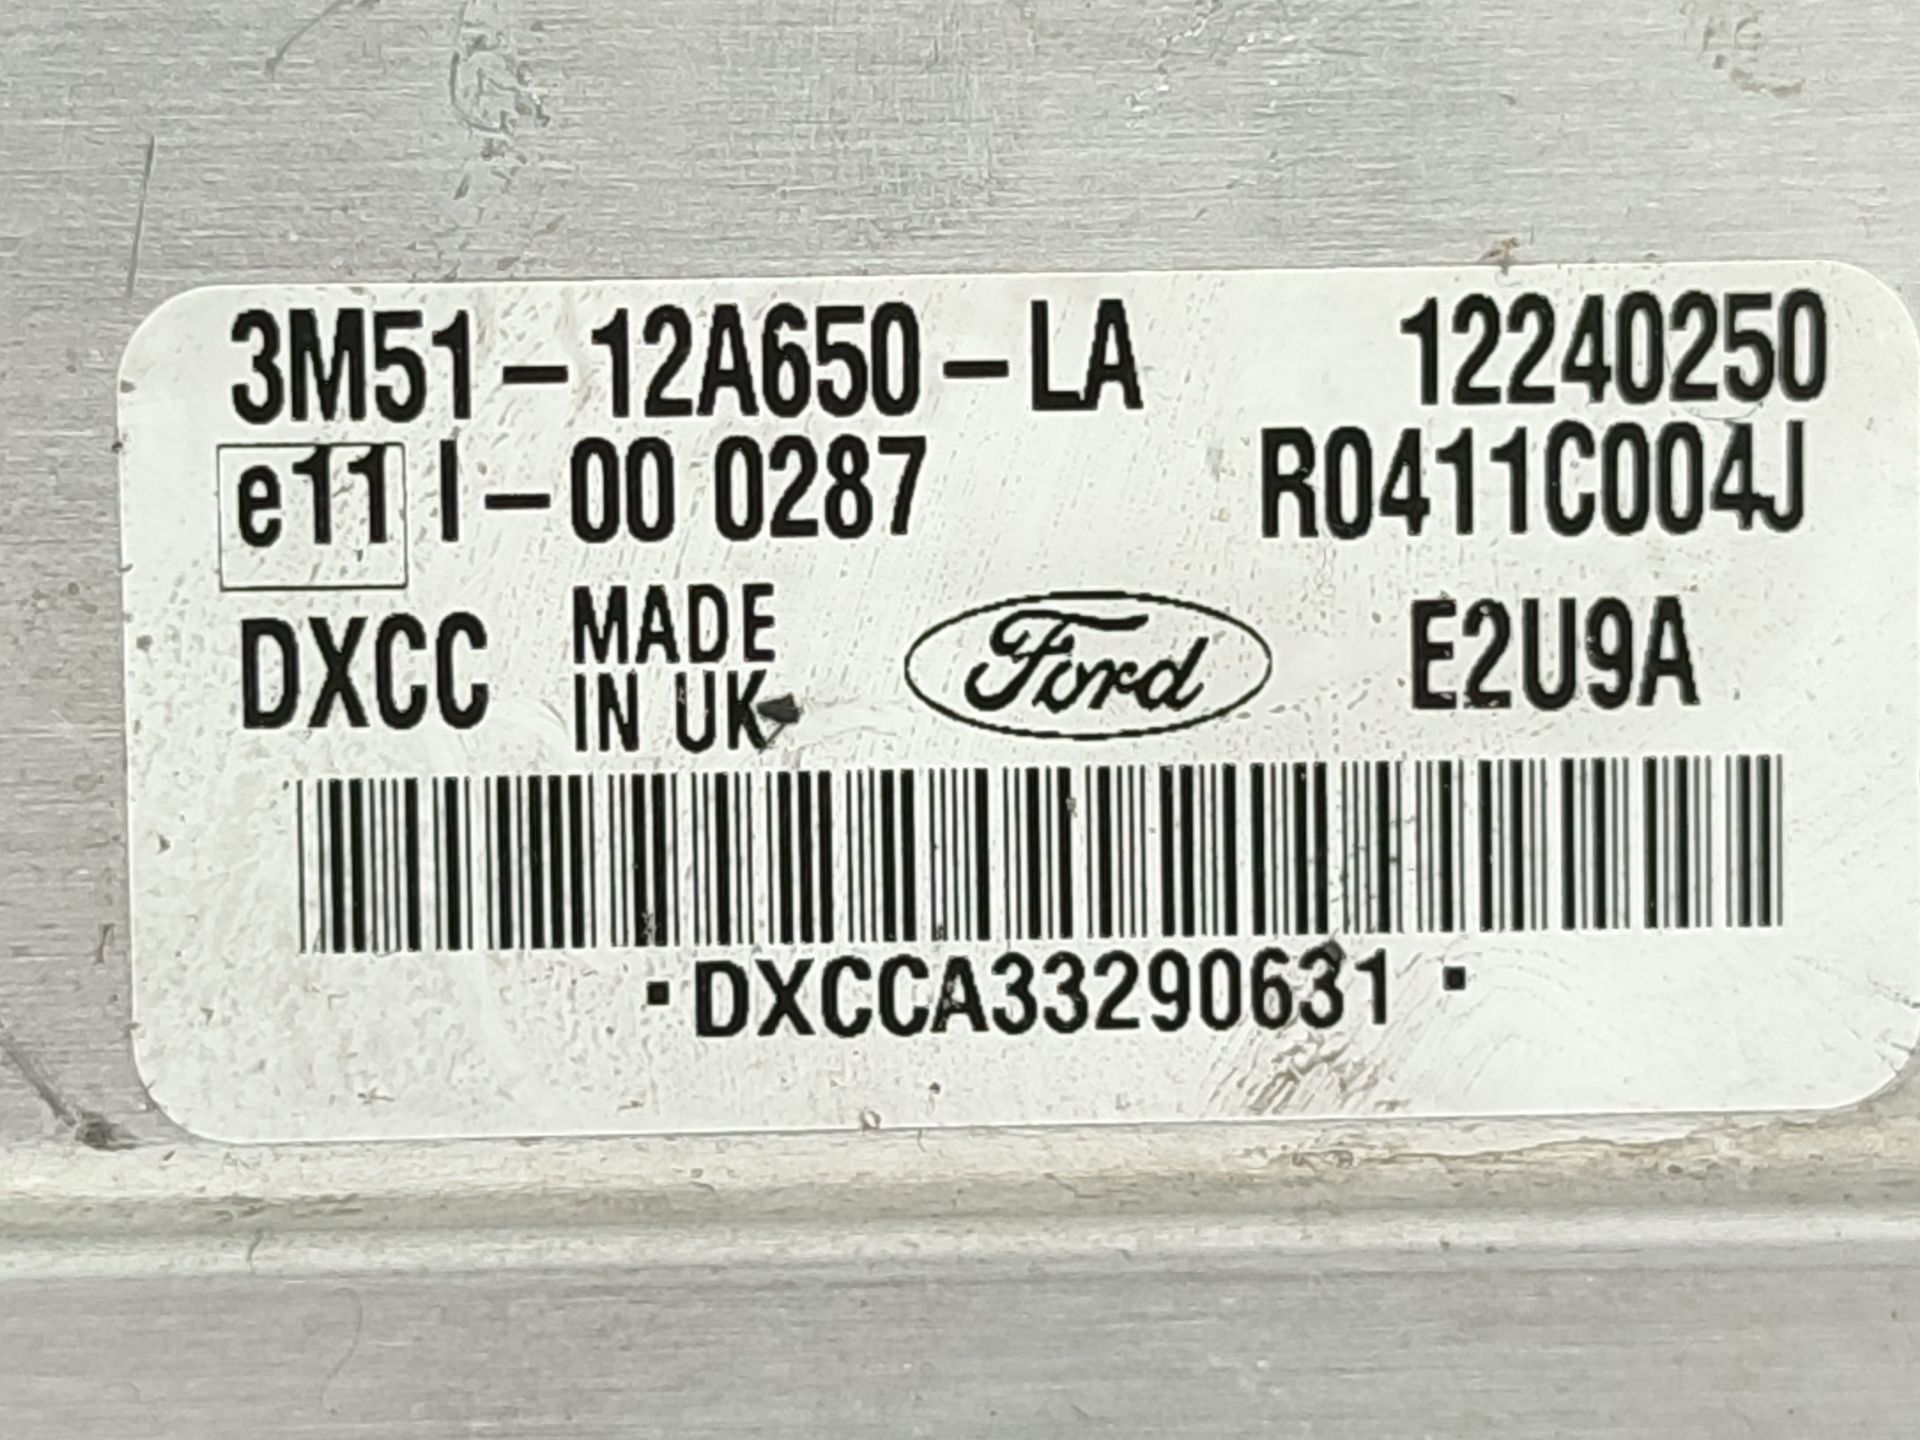 3M51-12A650-LA 12240250
e11 I-00 0287 R0411C004J
DXCC MADE IN UK Ford E2U9A
·DXCCA33290631·